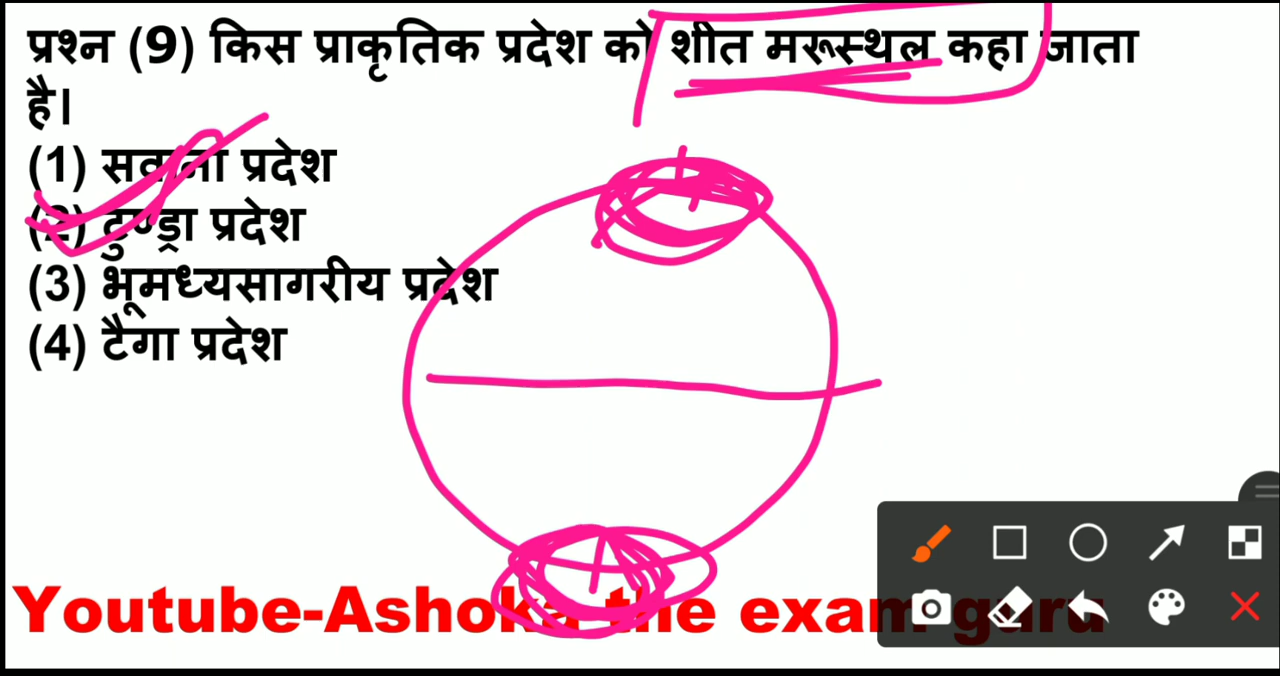 प्रश्न (9) किस प्राकृतिक प्रदेश को शीत मरूस्थल कहा जाता
है।
(1) सवाना प्रदेश
(2) टुण्ड्रा प्रदेश
(3) भूमध्यसागरीय प्रदेश
(4) टैगा प्रदेश
Youtube-Ashoka the exam guru